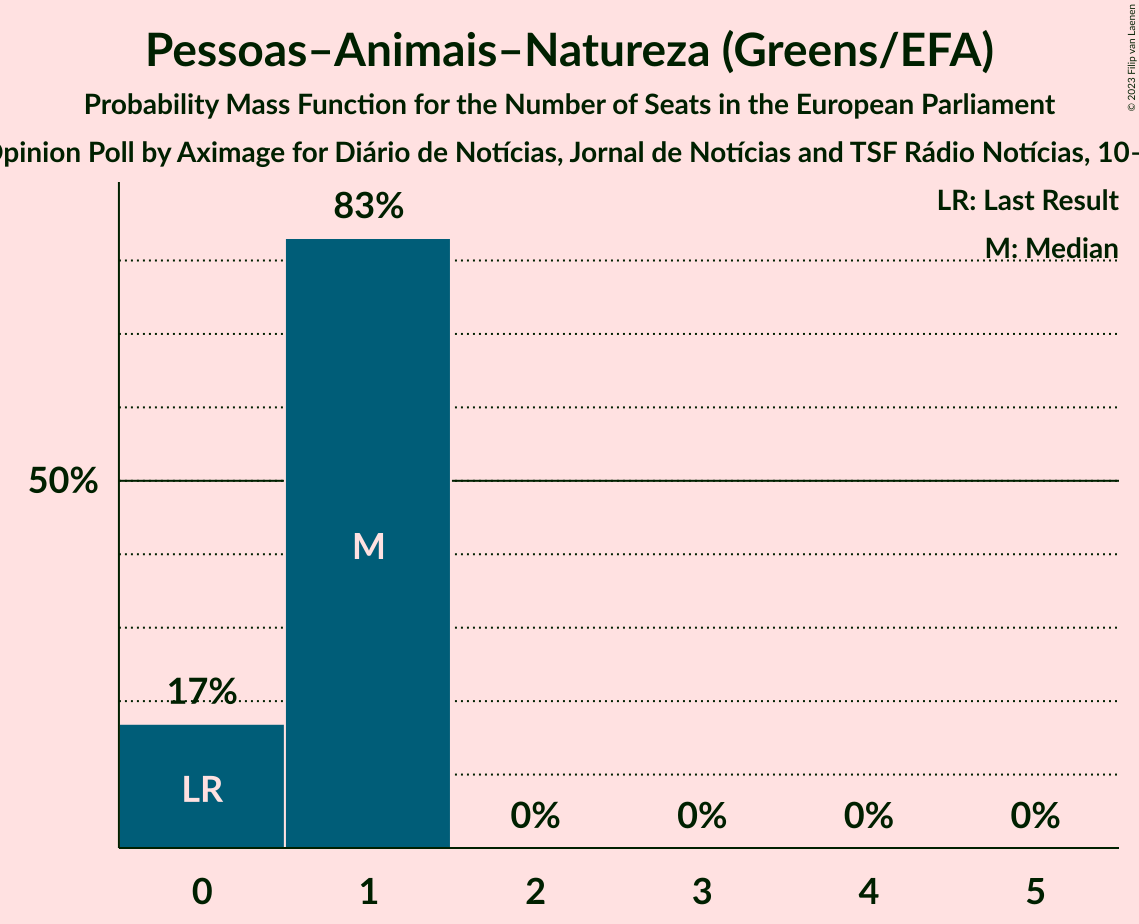 Pessoas–Animais–Natureza (Greens/EFA)
Probability Mass Function for the Number of Seats in the European Parliament
pinion Poll by Aximage for Diário de Notícias, Jornal de Notícias and TSF Rádio Notícias, 10–
© 2023 Filip van Laenen
LR: Last Result
M: Median
83%
50%
M
17%
LR
0% 0% 0% 0%
0 1 2 3 4 5